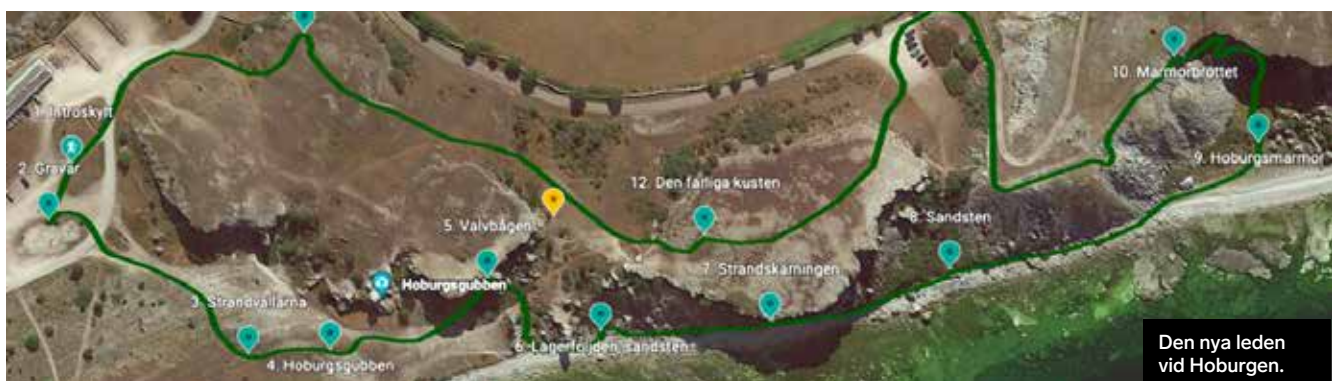 1. Introskylt
2. Gravar
3. Strandvallarna
4. Hoburgsgubben
5. Valvbågen
Hoburgsgubben
6. Lagerföljden, sandsten
7. Strandskärningen
8. Sandsten
9. Hoburgsmarmor
10. Marmorbrottet
12. Den farliga kusten
Den nya leden
vid Hoburgen.